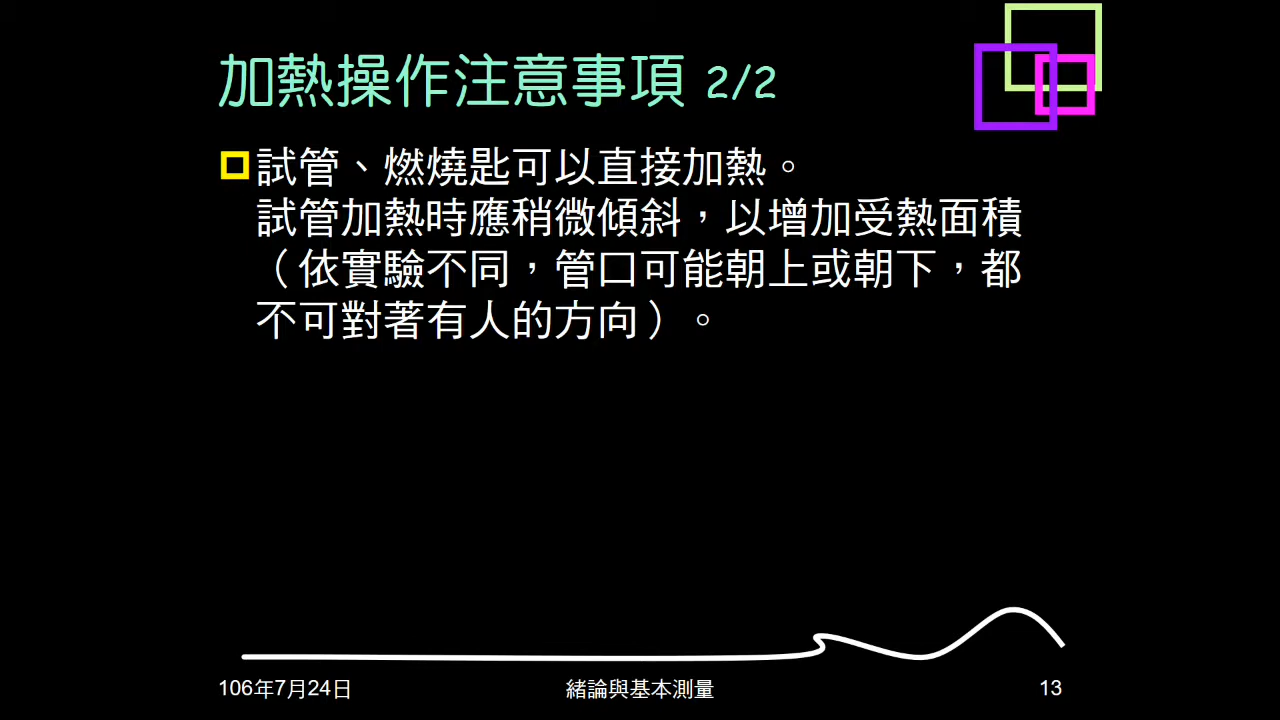 加熱操作注意事項 2/2
試管、燃燒匙可以直接加熱。
試管加熱時應稍微傾斜，以增加受熱面積
（依實驗不同，管口可能朝上或朝下，都
不可對著有人的方向）。
106年7月24日
緒論與基本測量
13